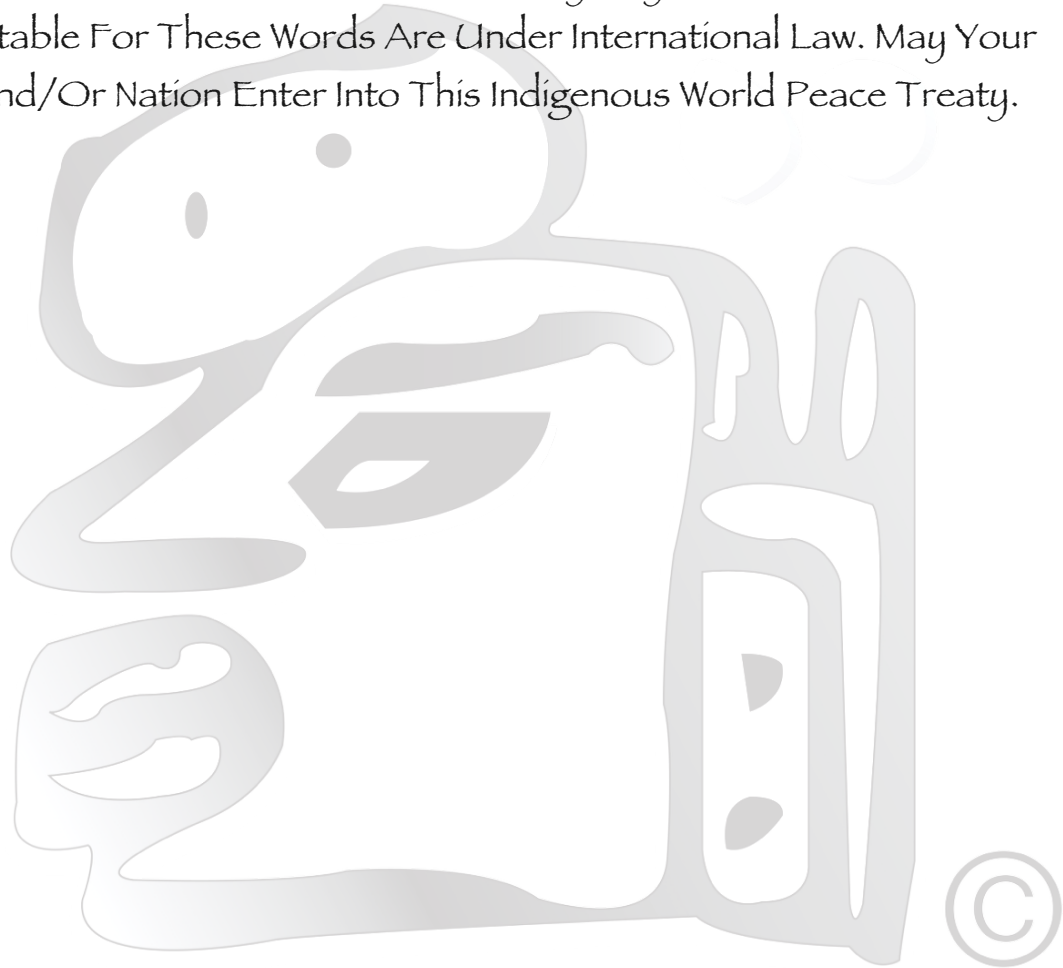 table For These Words Are Under International Law. May Your
nd/Or Nation Enter Into This Indigenous World Peace Treaty.
©